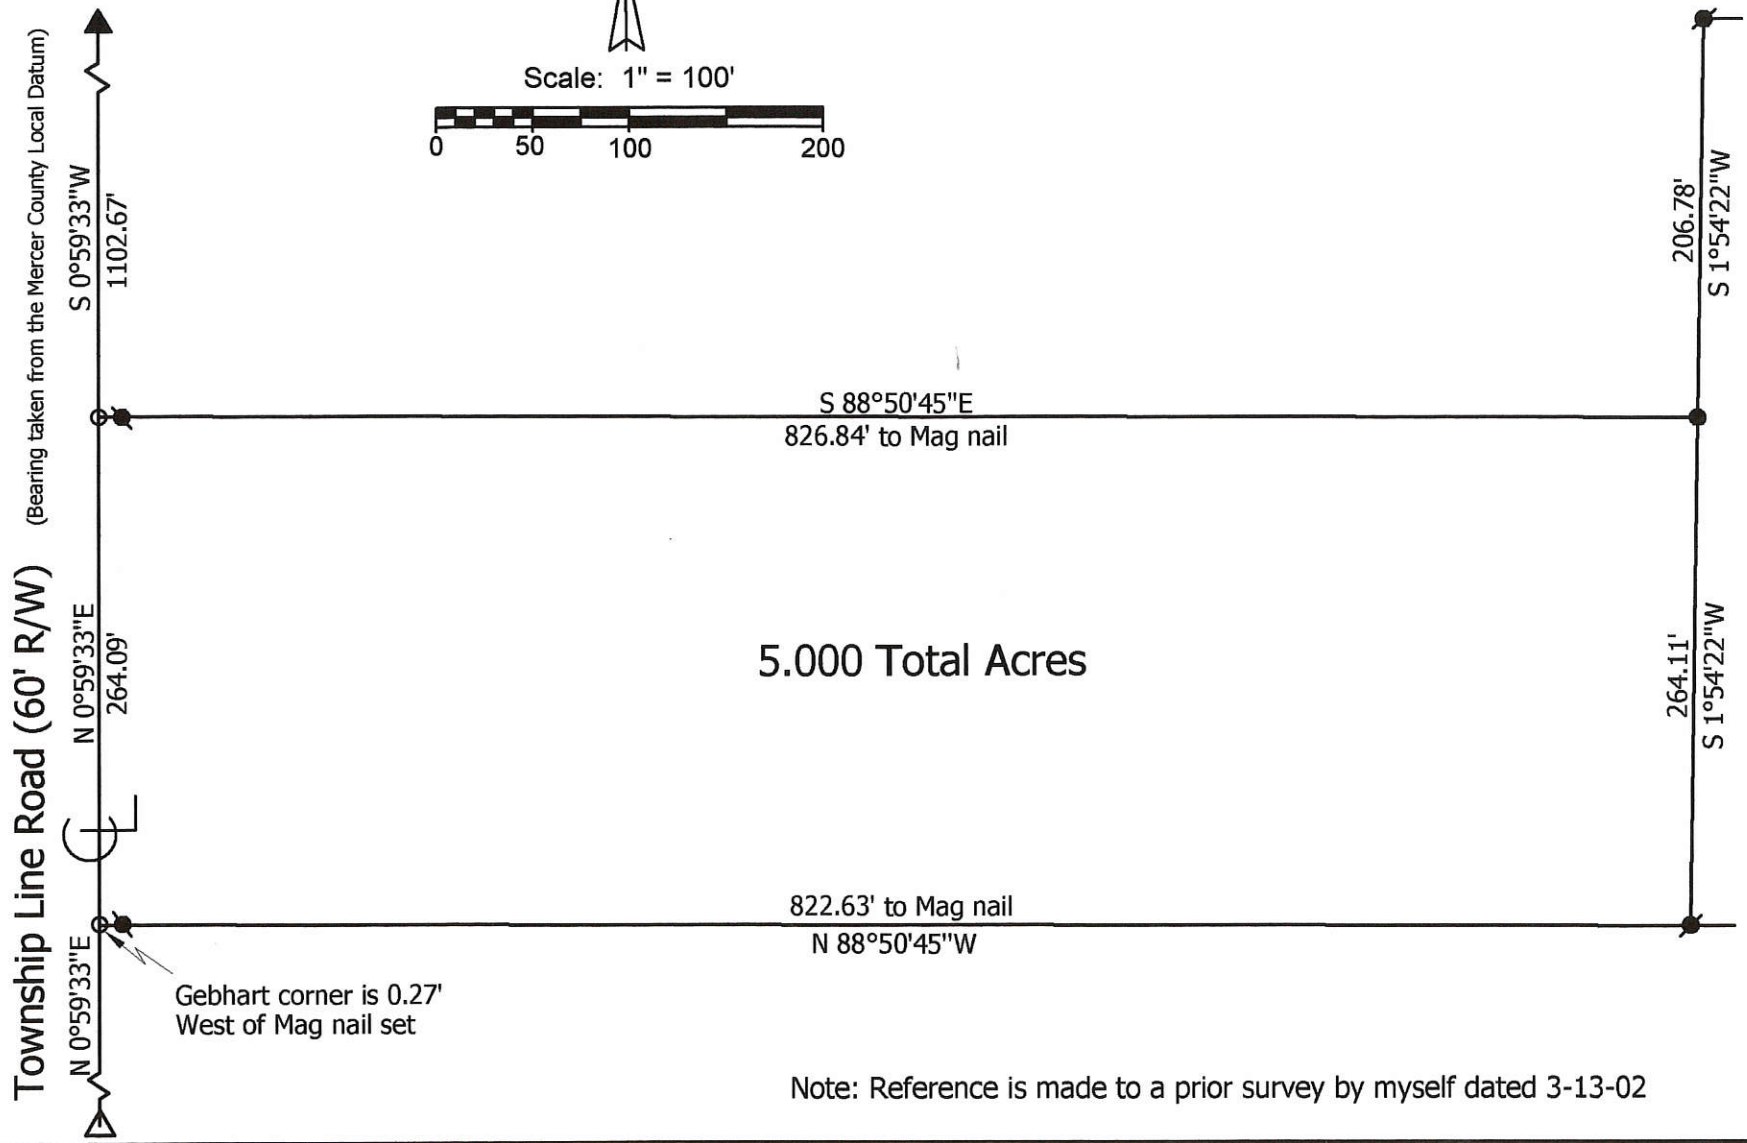 Scale: 1" = 100'
0 50 100 200
(Bearing taken from the Mercer County Local Datum)
S 0°59'33"W
1102.67'
206.78'
S 1°54'22"W
S 88°50'45"E
826.84' to Mag nail
Township Line Road (60' R/W)
N 0°59'33"E
264.09'
5.000 Total Acres
264.11'
S 1°54'22"W
822.63' to Mag nail
N 88°50'45"W
N 0°59'33"E
Gebhart corner is 0.27'
West of Mag nail set
Note: Reference is made to a prior survey by myself dated 3-13-02